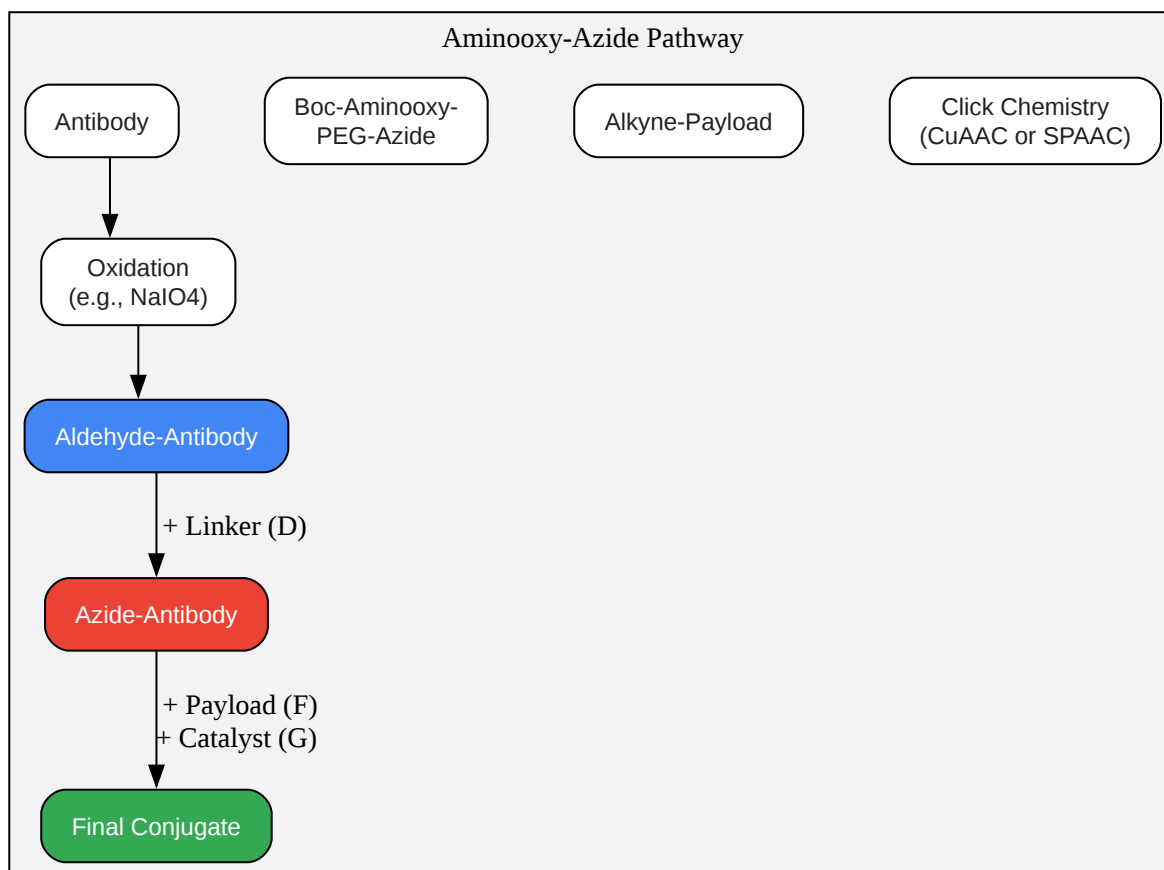 Aminooxy-Azide Pathway
Antibody
Boc-Aminooxy-
PEG-Azide
Alkyne-Payload
Click Chemistry
(CuAAC or SPAAC)
Oxidation
(e.g., NaIO4)
Aldehyde-Antibody
+ Linker (D)
Azide-Antibody
+ Payload (F)
+ Catalyst (G)
Final Conjugate